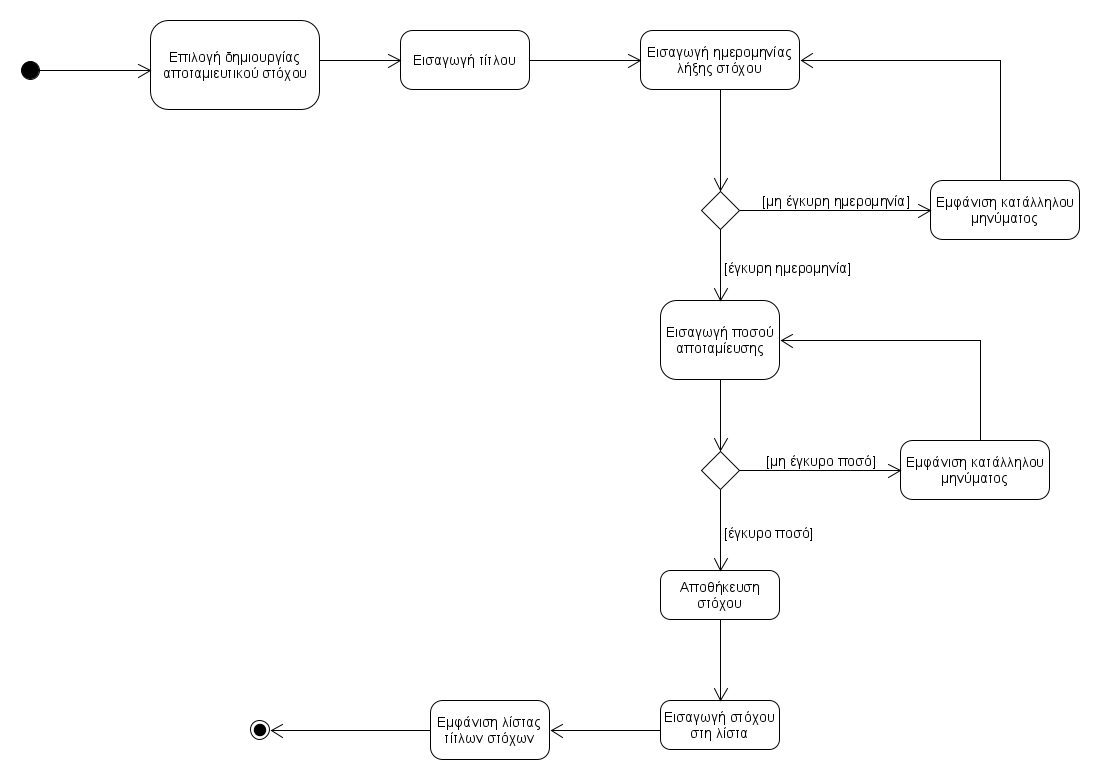 Επιλογή δημιουργίας
αποταμιευτικού στόχου
Εισαγωγή τίτλου
Εισαγωγή ημερομηνίας
λήξης στόχου
[μη έγκυρη ημερομηνία]
Εμφάνιση κατάλληλου
μηνύματος
[έγκυρη ημερομηνία]
Εισαγωγή ποσού
αποταμίευσης
[μη έγκυρο ποσό]
Εμφάνιση κατάλληλου
μηνύματος
[έγκυρο ποσό]
Αποθήκευση
στόχου
Εισαγωγή στόχου
στη λίστα
Εμφάνιση λίστας
τίτλων στόχων